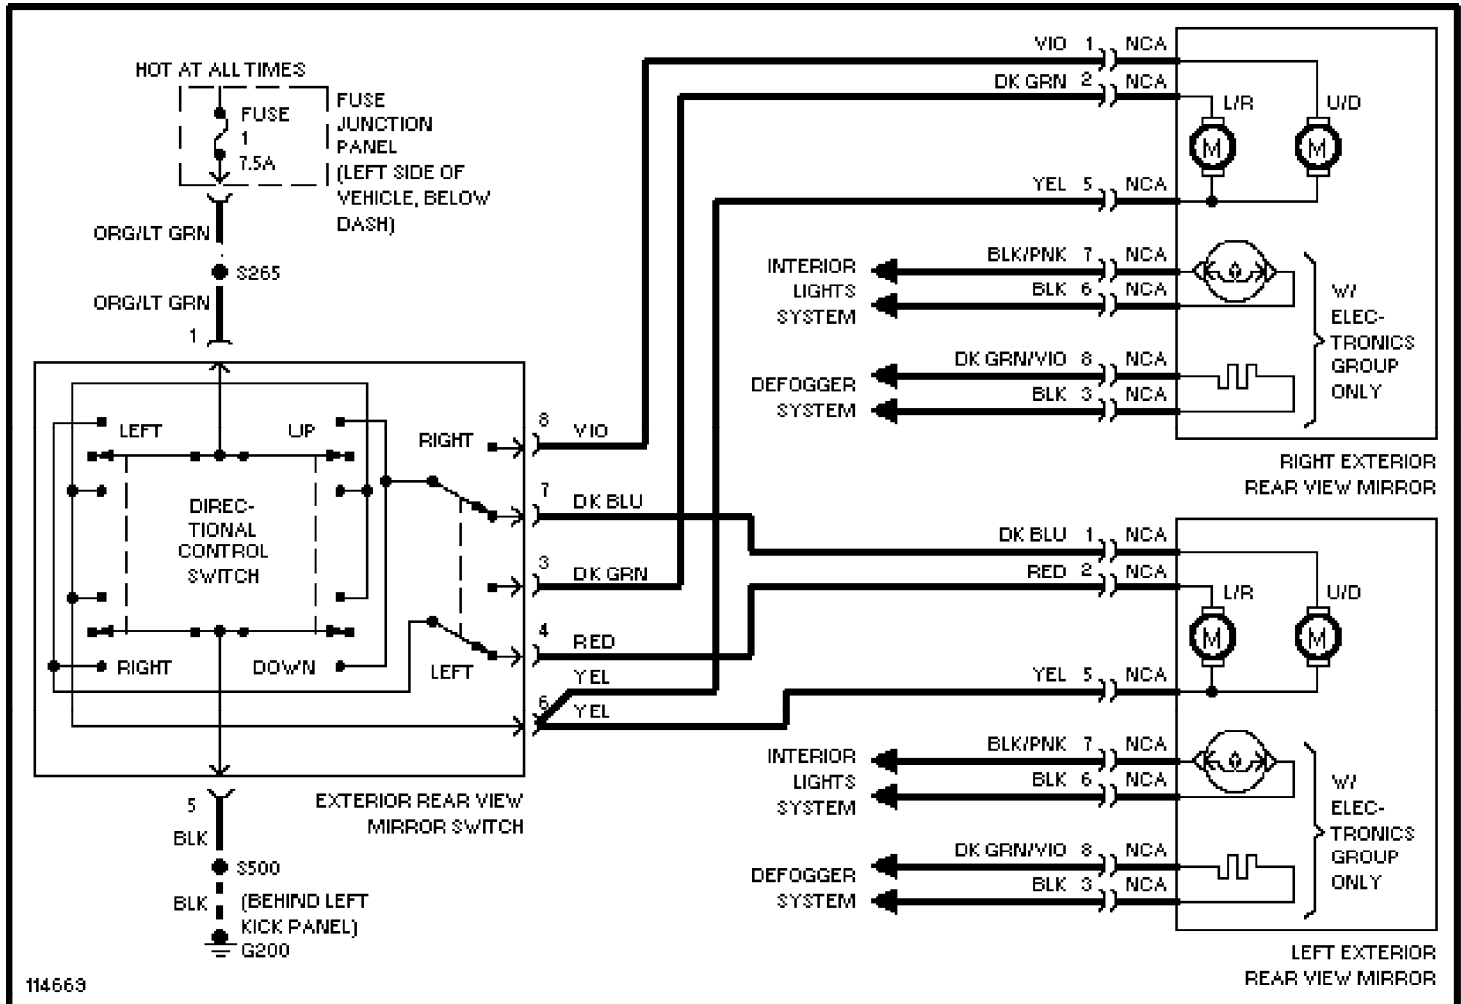 HOT AT ALL TIMES
FUSE
1
7.5A
FUSE
JUNCTION
PANEL
(LEFT SIDE OF
VEHICLE, BELOW
DASH)
ORG/LT GRN
S265
ORG/LT GRN
1
LEFT
UP
DIREC-
TIONAL
CONTROL
SWITCH
RIGHT
DOWN
RIGHT
LEFT
8 VIO
7 DK BLU
3 DK GRN
4 RED
YEL
6 YEL
EXTERIOR REAR VIEW
MIRROR SWITCH
5
BLK
S500
BLK
(BEHIND LEFT
KICK PANEL)
G200
114669
VIO 1 NCA
DK GRN 2 NCA
L/R U/D
M M
YEL 5 NCA
INTERIOR
LIGHTS
SYSTEM
BLK/PNK 7 NCA
BLK 6 NCA
DEFOGGER
SYSTEM
DK GRN/VIO 8 NCA
BLK 3 NCA
W/
ELEC-
TRONICS
GROUP
ONLY
RIGHT EXTERIOR
REAR VIEW MIRROR
DK BLU 1 NCA
RED 2 NCA
L/R U/D
M M
YEL 5 NCA
INTERIOR
LIGHTS
SYSTEM
BLK/PNK 7 NCA
BLK 6 NCA
DEFOGGER
SYSTEM
DK GRN/VIO 8 NCA
BLK 3 NCA
W/
ELEC-
TRONICS
GROUP
ONLY
LEFT EXTERIOR
REAR VIEW MIRROR